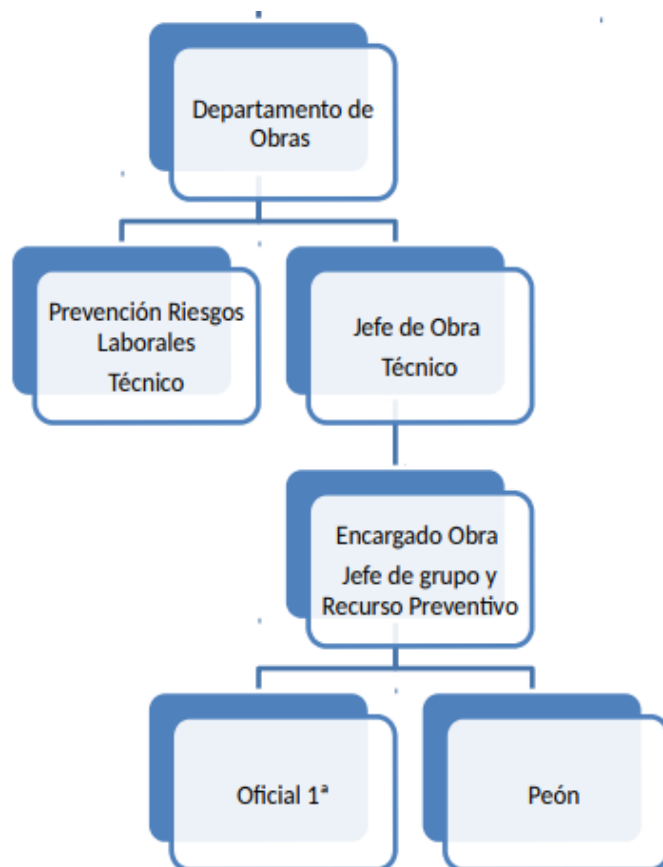 Departamento de
Obras
Prevención Riesgos
Laborales
Técnico
Jefe de Obra
Técnico
Encargado Obra
Jefe de grupo y
Recurso Preventivo
Oficial 1ª
Peón